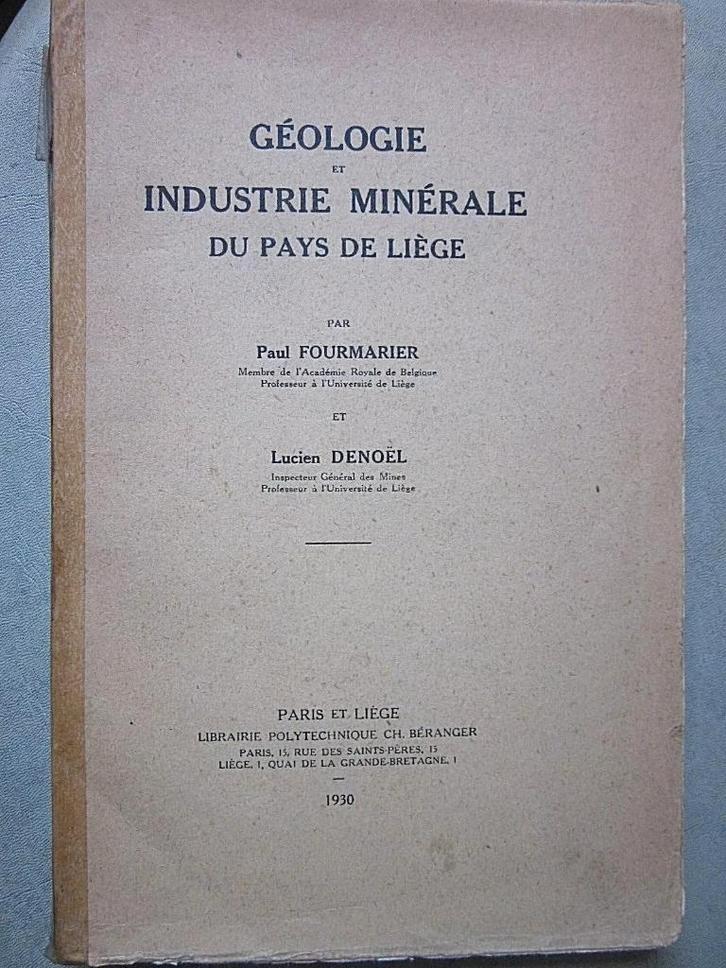 GÉOLOGIE
ET
INDUSTRIE MINÉRALE
DU PAYS DE LIÈGE
PAR
Paul FOURMARIER
Membre de l'Académie Royale de Belgique
Professeur à l'Université de Liège
ET
Lucien DENOËL
Inspecteur Général des Mines
Professeur à l'Université de Liège
PARIS ET LIÈGE
LIBRAIRIE POLYTECHNIQUE CH. BÉRANGER
PARIS, 15, RUE DES SAINTS-PÈRES, 15
LIÈGE, 1, QUAI DE LA GRANDE-BRETAGNE, 1
1930